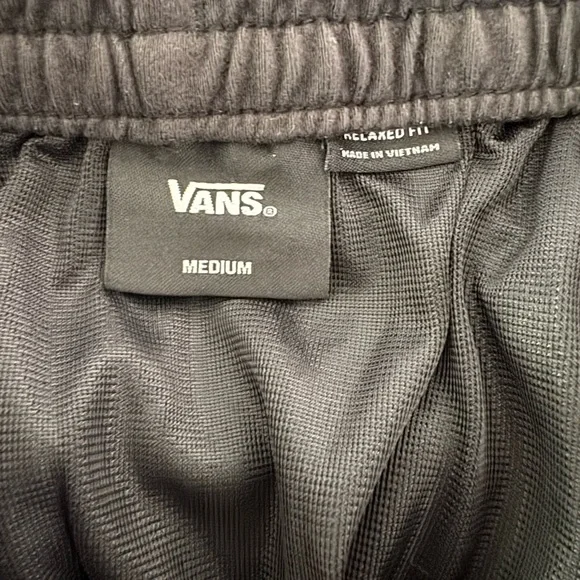 VANS®
MEDIUM
RELAXED FIT
MADE IN VIETNAM